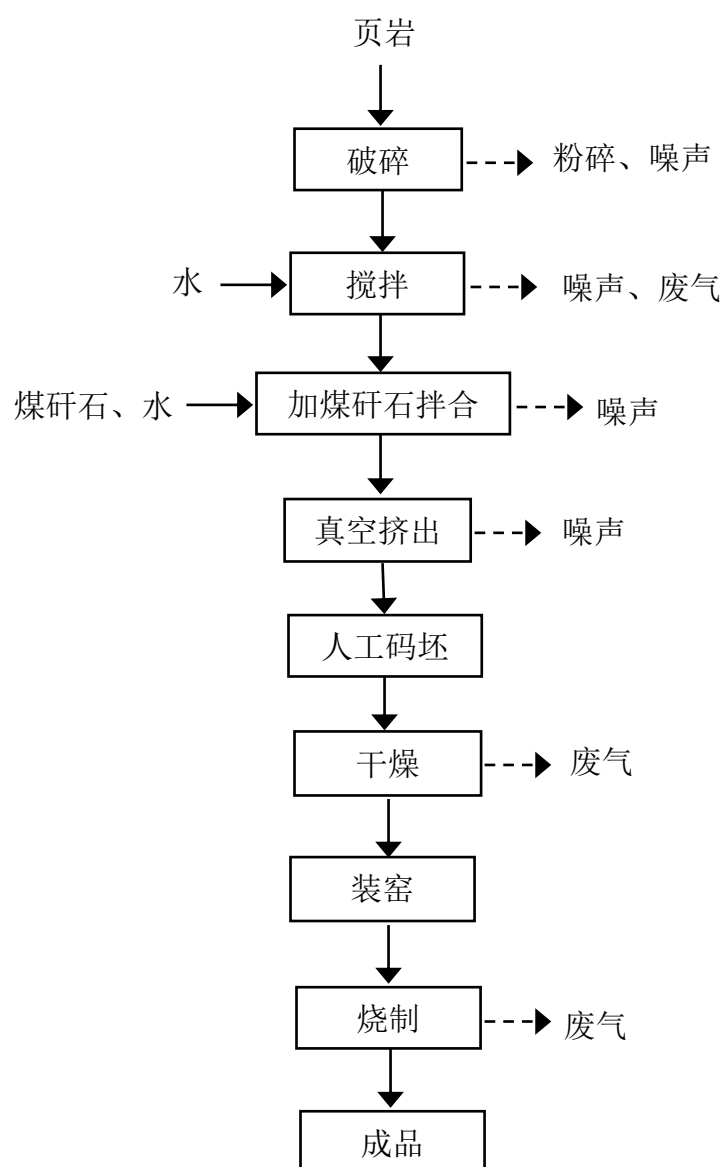 页岩
破碎
粉碎、噪声
水
搅拌
噪声、废气
煤矸石、水
加煤矸石拌合
噪声
真空挤出
噪声
人工码坯
干燥
废气
装窑
烧制
废气
成品